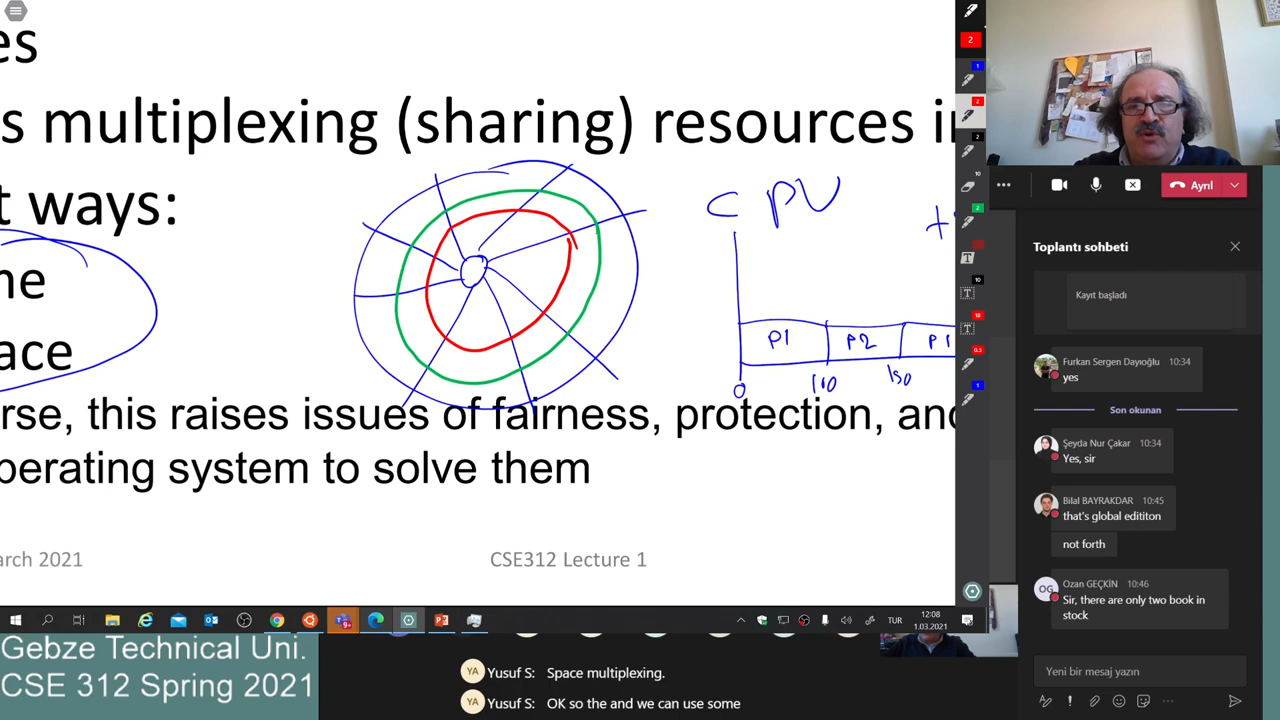 es
s multiplexing (sharing) resources in
t ways:
ne
ace
CPU
P1 P2 P1
0 100 150
rse, this raises issues of fairness, protection, and
perating system to solve them
arch 2021
CSE312 Lecture 1
Ayrıl
Toplantı sohbeti
Kayıt başladı
Furkan Sergen Dayıoğlu 10:34
yes
Son okunan
Şeyda Nur Çakar 10:34
Yes, sir
Bilal BAYRAKDAR 10:45
that's global edititon
not forth
OG
Ozan GEÇKİN 10:46
Sir, there are only two book in
stock
Yeni bir mesaj yazın
TUR
12:08
1.03.2021
Gebze Technical Uni.
CSE 312 Spring 2021
YA Yusuf S: Space multiplexing.
YA Yusuf S: OK so the and we can use some